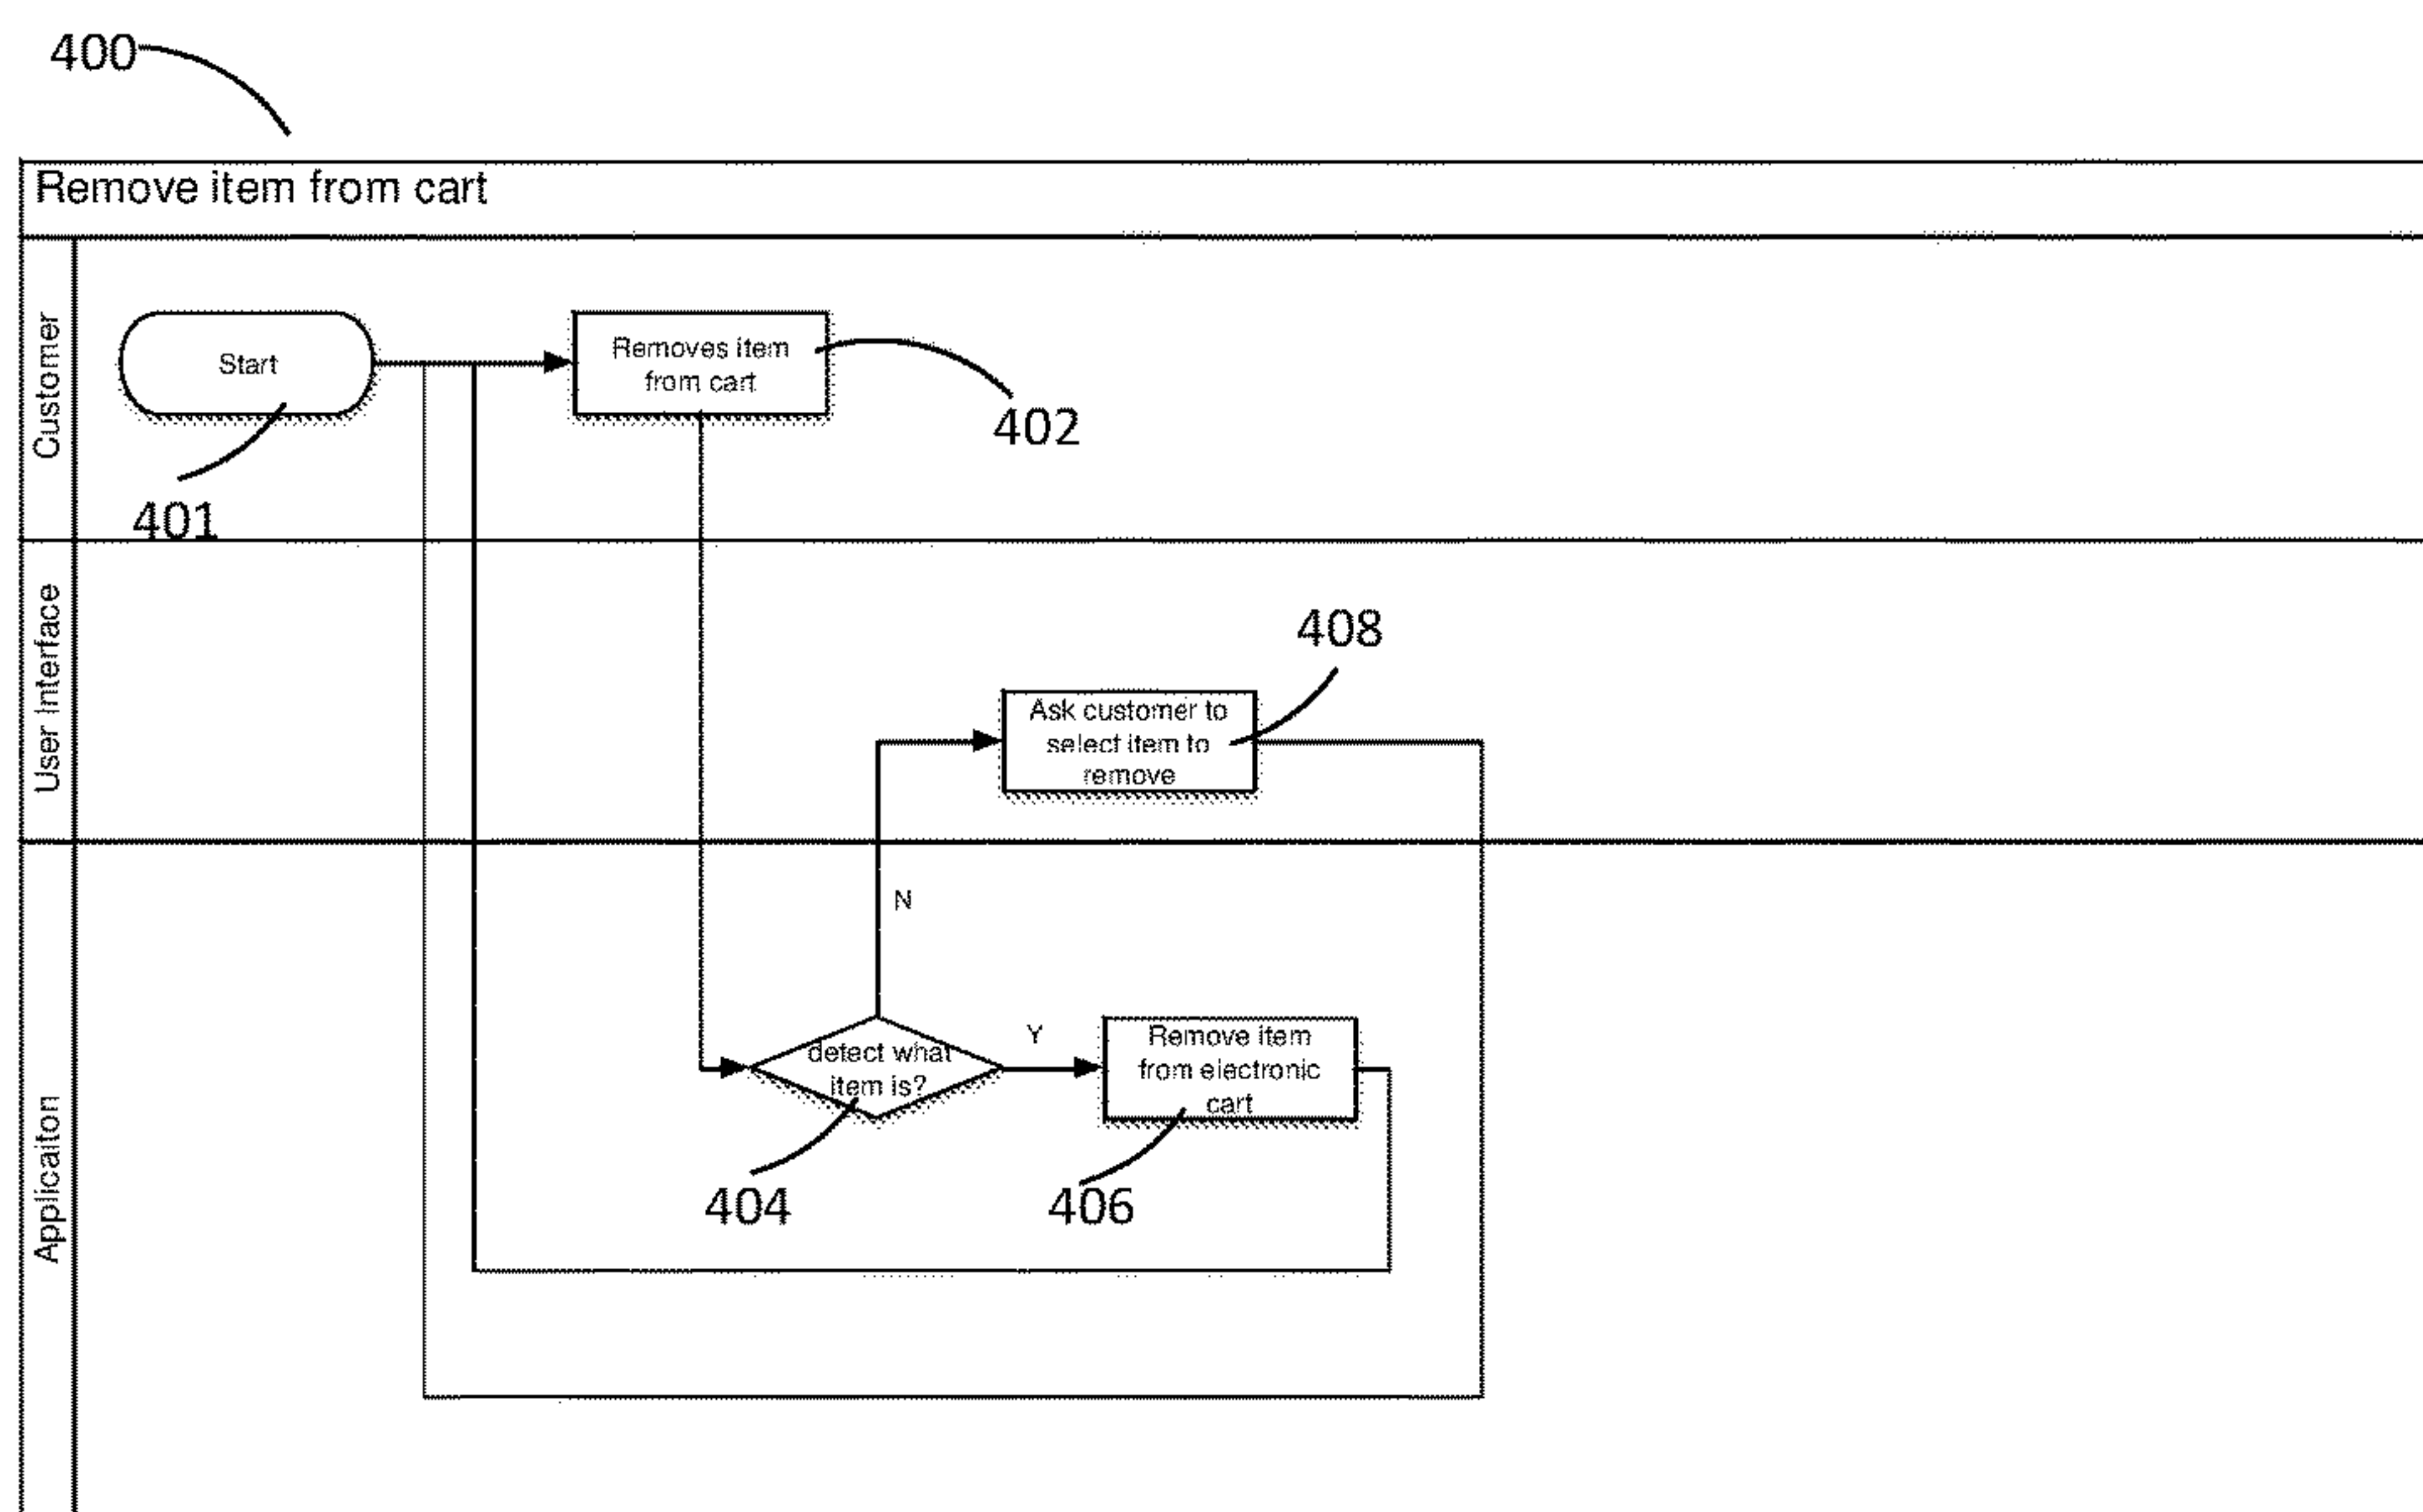 400
Remove item from cart
Customer
Start
Removes item
from cart
402
401
User Interface
408
Ask customer to
select item to
remove
N
Applicaiton
Y
detect what
item is?
Remove item
from electronic
cart
404
406